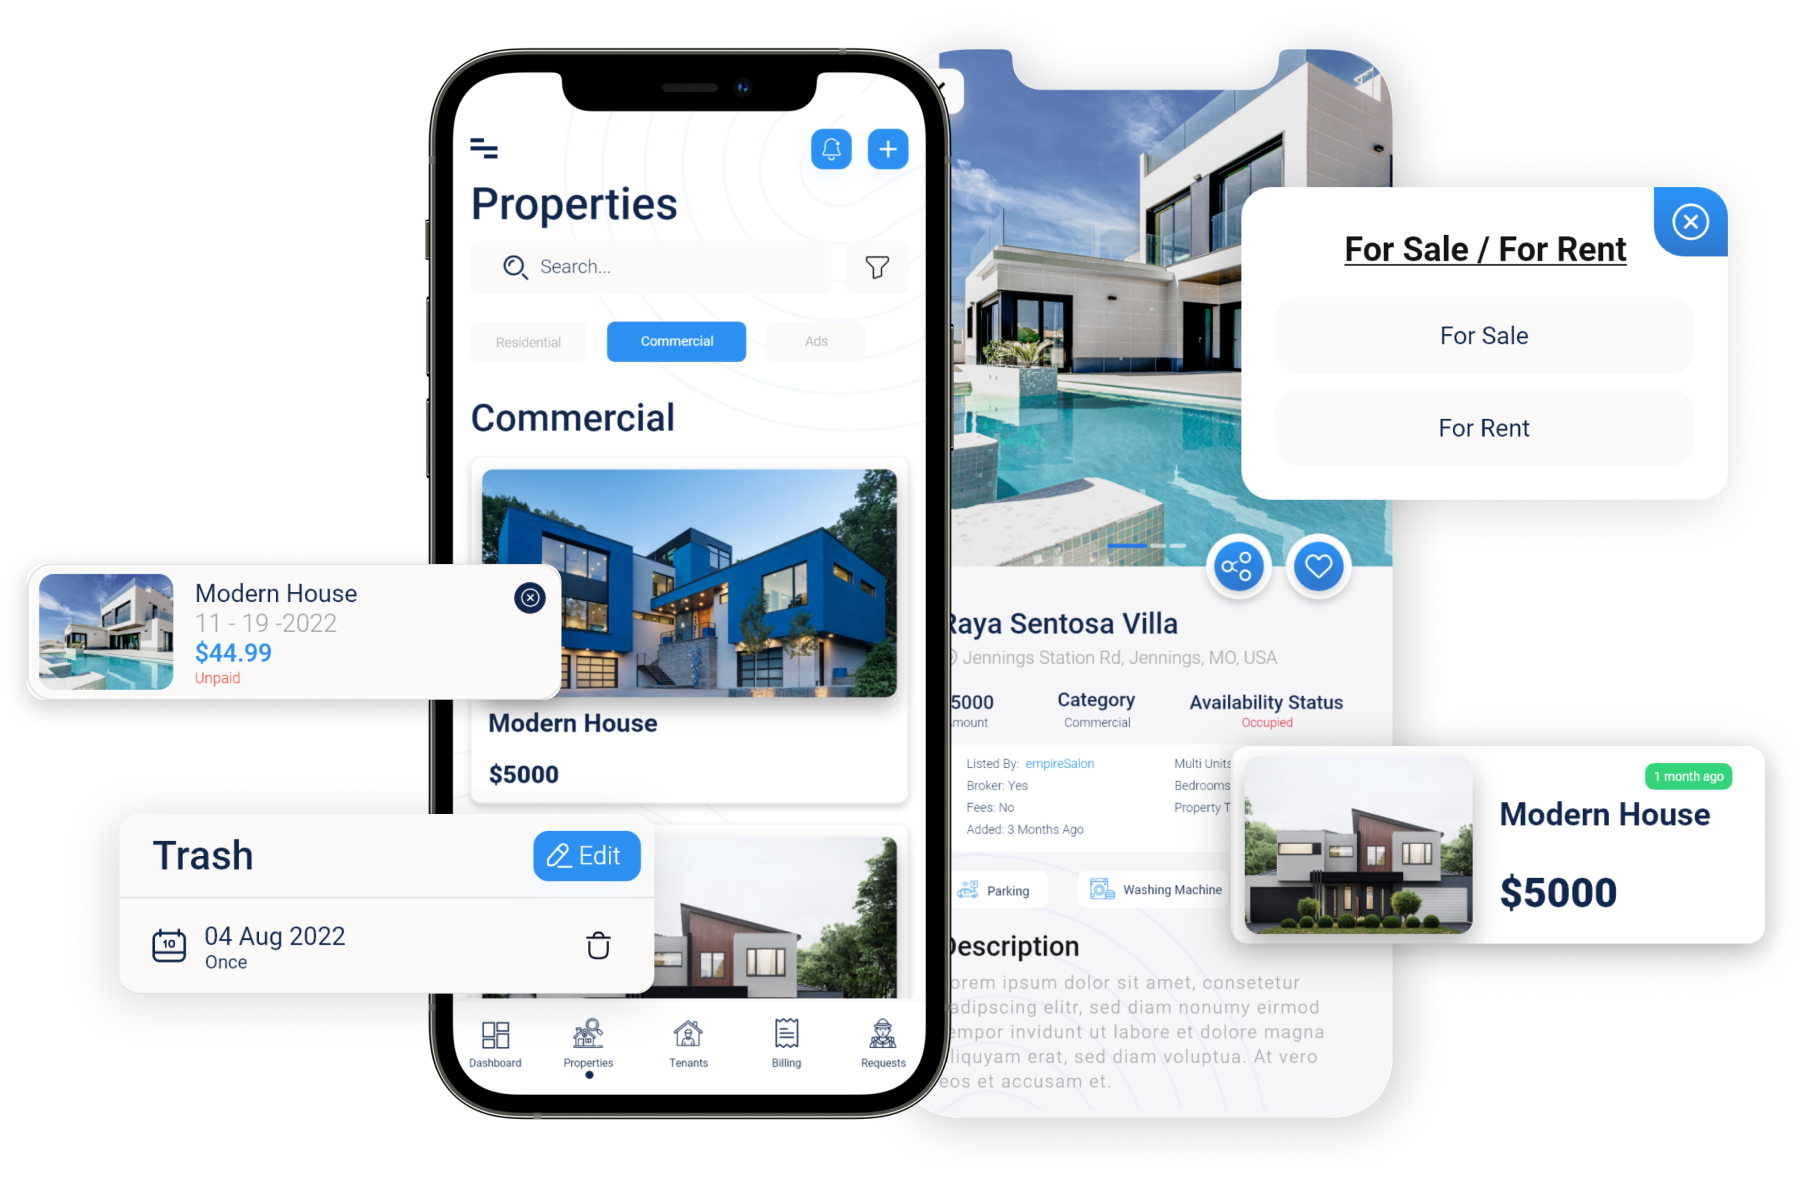 Properties
Search...
Residential
Commercial
Ads
Commercial
Modern House
$5000
Dashboard
Properties
Tenants
Billing
Requests
Modern House
11 - 19 -2022
$44.99
Unpaid
Trash
Edit
10
04 Aug 2022
Once
Raya Sentosa Villa
Jennings Station Rd, Jennings, MO, USA
5000
Category
Commercial
Availability Status
Occupied
Listed By: empireSalon
Broker: Yes
Fees: No
Added: 3 Months Ago
Multi Units
Bedrooms
Property T
Parking
Washing Machine
Description
orem ipsum dolor sit amet, consetetur
adipscing elitr, sed diam nonumy eirmod
empor invidunt ut labore et dolore magna
liquyam erat, sed diam voluptua. At vero
eos et accusam et.
For Sale / For Rent
For Sale
For Rent
1 month ago
Modern House
$5000